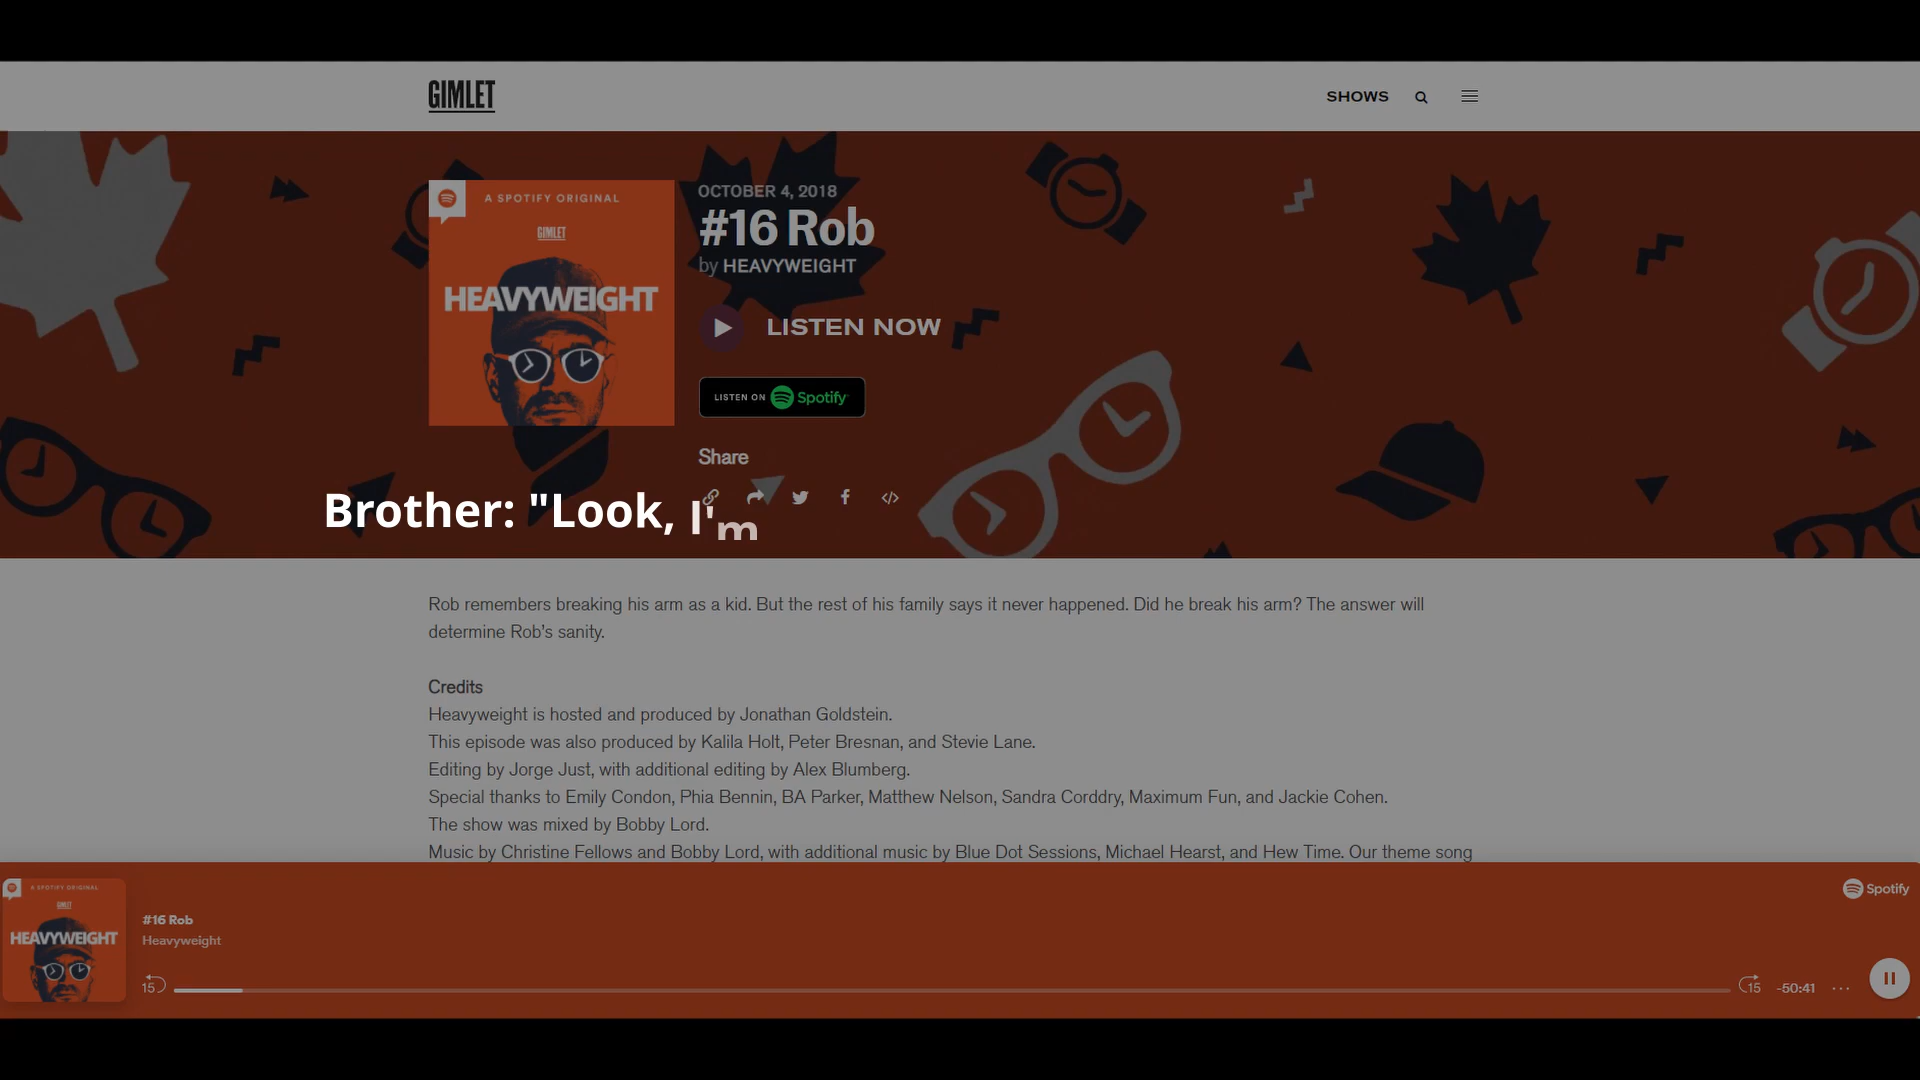 GIMLET
SHOWS
A SPOTIFY ORIGINAL
GIMLET
HEAVYWEIGHT
OCTOBER 4, 2018
#16 Rob
by HEAVYWEIGHT
LISTEN NOW
LISTEN ON Spotify
Share
Brother: "Look, I'm
Rob remembers breaking his arm as a kid. But the rest of his family says it never happened. Did he break his arm? The answer will
determine Rob's sanity.
Credits
Heavyweight is hosted and produced by Jonathan Goldstein.
This episode was also produced by Kalila Holt, Peter Bresnan, and Stevie Lane.
Editing by Jorge Just, with additional editing by Alex Blumberg.
Special thanks to Emily Condon, Phia Bennin, BA Parker, Matthew Nelson, Sandra Corddry, Maximum Fun, and Jackie Cohen.
The show was mixed by Bobby Lord.
Music by Christine Fellows and Bobby Lord, with additional music by Blue Dot Sessions, Michael Hearst, and Hew Time. Our theme song
A SPOTIFY ORIGINAL
GIMLET
HEAVYWEIGHT
#16 Rob
Heavyweight
Spotify
15
15
-50:41